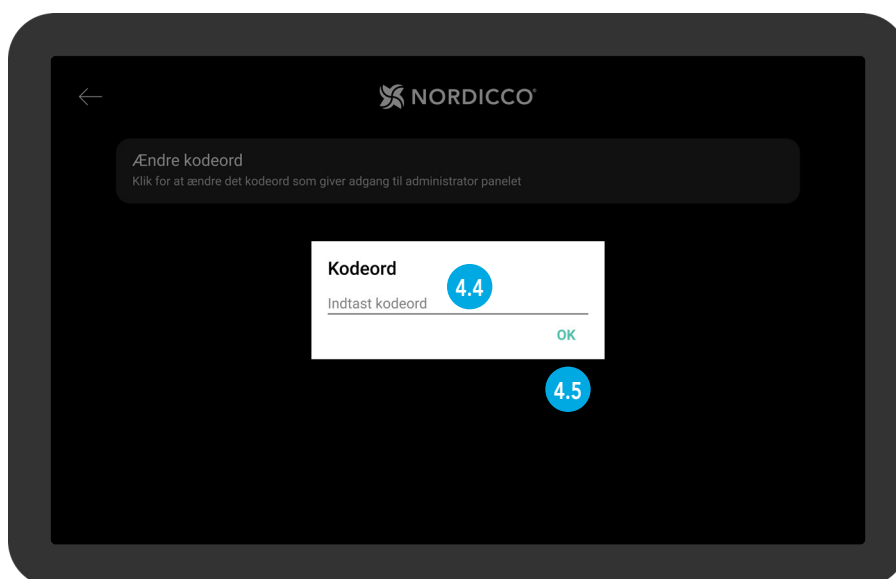 NORDICCO®
Ændre kodeord
Klik for at ændre det kodeord som giver adgang til administrator panelet
Kodeord
4.4
Indtast kodeord
OK
4.5